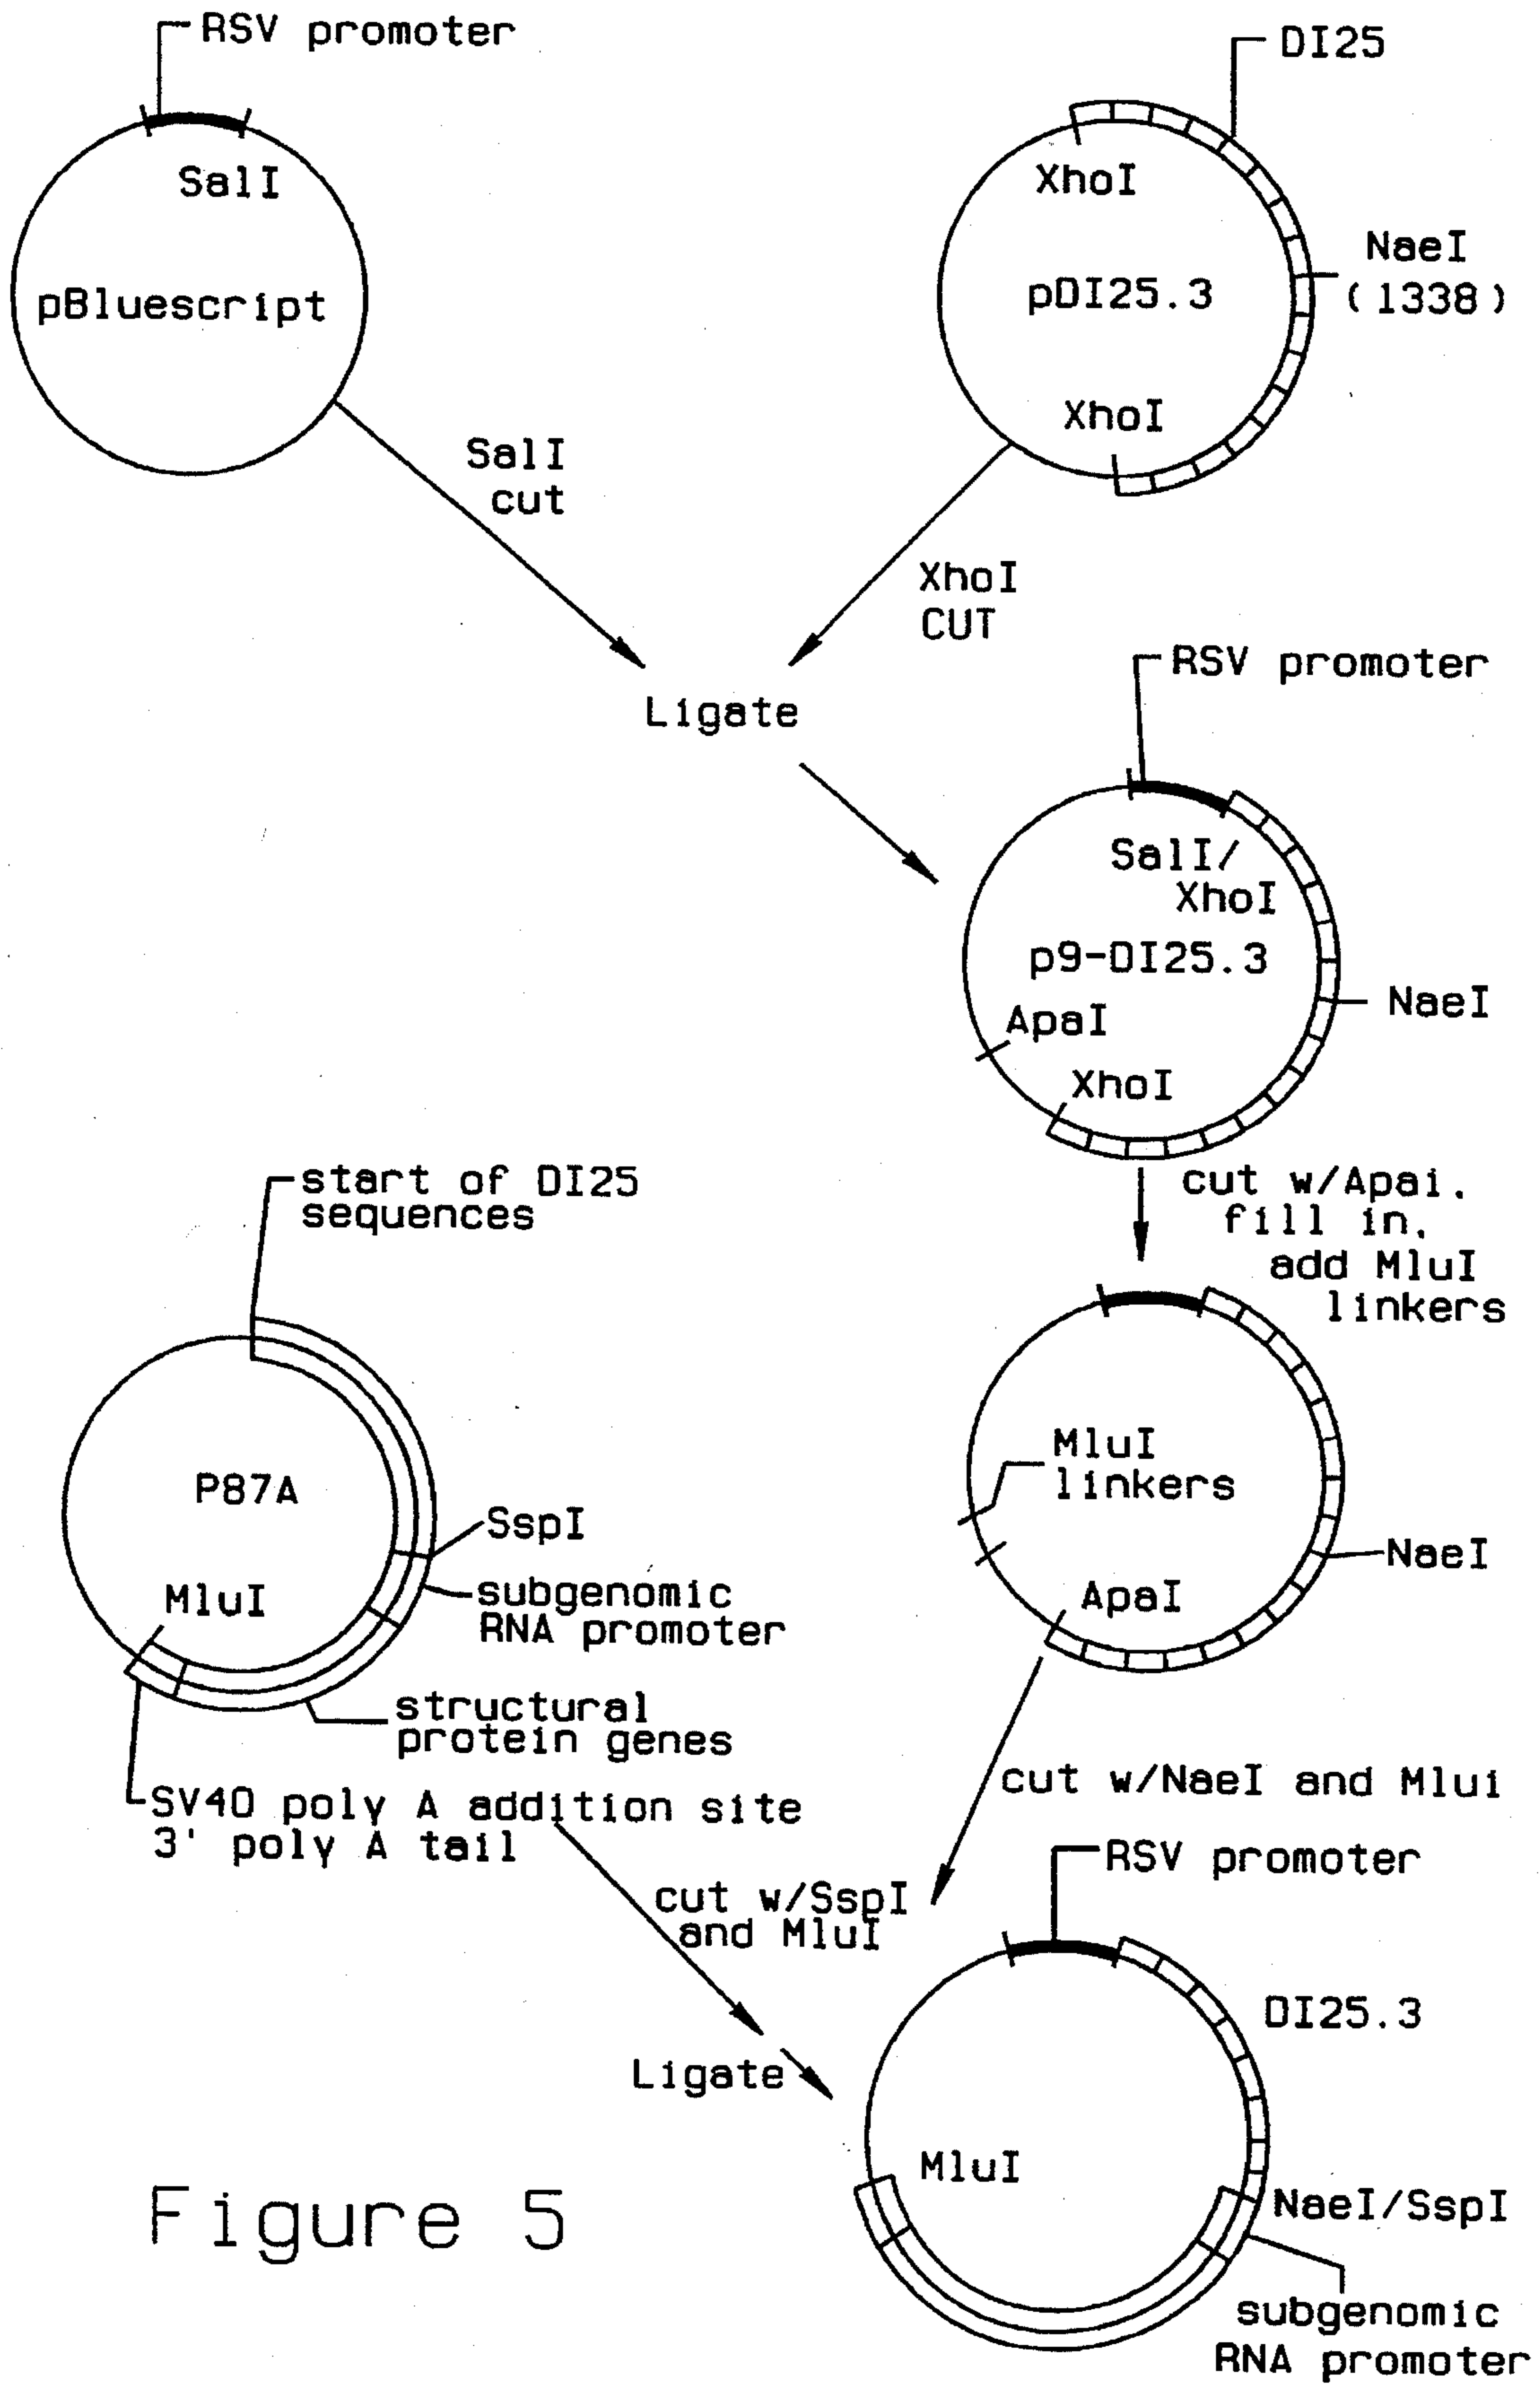 RSV promoter
SalI
pBluescript
DI25
XhoI
NaeI
(1338)
pDI25.3
XhoI
SalI
cut
XhoI
CUT
Ligate
RSV promoter
SalI/
XhoI
p9-DI25.3
NaeI
ApaI
XhoI
cut w/Apai.
fill in.
add MluI
linkers
start of DI25
sequences
P87A
SspI
MluI
subgenomic
RNA promoter
structural
protein genes
SV40 poly A addition site
3' poly A tail
MluI
linkers
NaeI
ApaI
cut w/NaeI and Mlui
cut w/SspI
and MluI
RSV promoter
DI25.3
Ligate
MluI
NaeI/SspI
subgenomic
RNA promoter
Figure 5